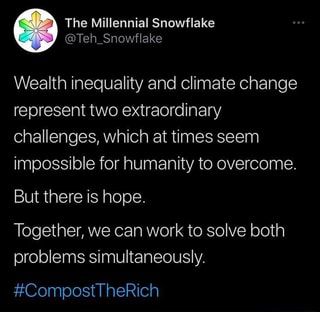 The Millennial Snowflake
@Teh_Snowflake
Wealth inequality and climate change
represent two extraordinary
challenges, which at times seem
impossible for humanity to overcome.
But there is hope.
Together, we can work to solve both
problems simultaneously.
#CompostTheRich